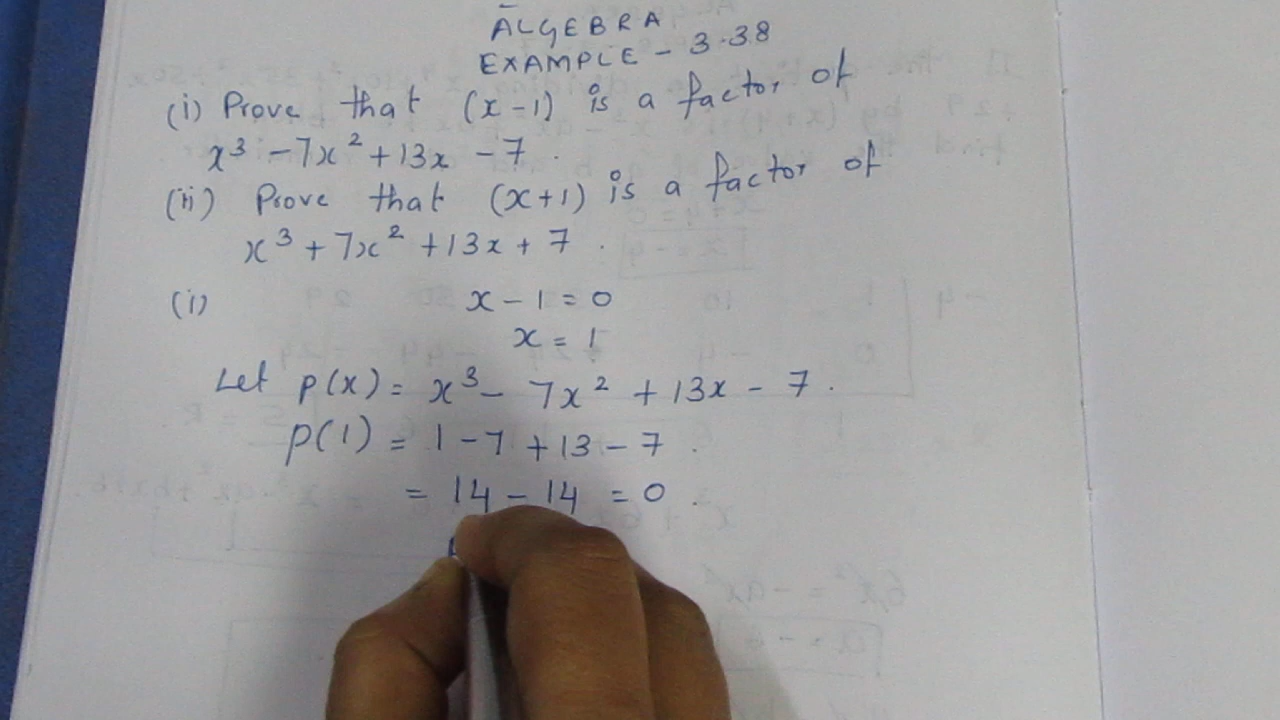 ALGEBRA
EXAMPLE - 3.38
(i) Prove that (x-1) is a factor of
x³ - 7x² + 13x - 7.
(ii) Prove that (x+1) is a factor of
x³ + 7x² + 13x + 7.
(i) x - 1 = 0
x = 1
Let p(x) = x³ - 7x² + 13x - 7.
p(1) = 1 - 7 + 13 - 7.
= 14 - 14 = 0.